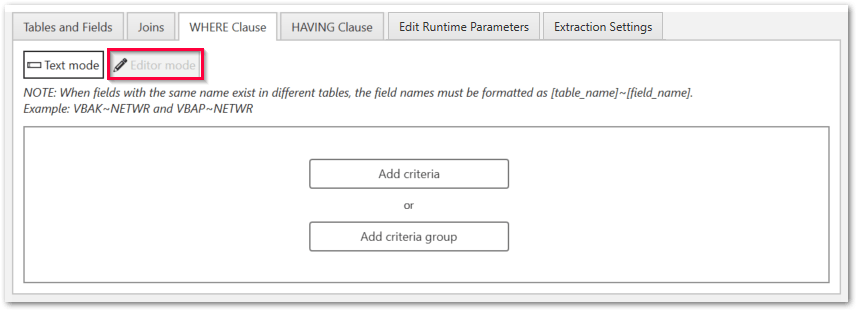 Tables and Fields Joins WHERE Clause HAVING Clause Edit Runtime Parameters Extraction Settings
Text mode Editor mode
NOTE: When fields with the same name exist in different tables, the field names must be formatted as [table_name]~[field_name].
Example: VBAK~NETWR and VBAP~NETWR
Add criteria
or
Add criteria group